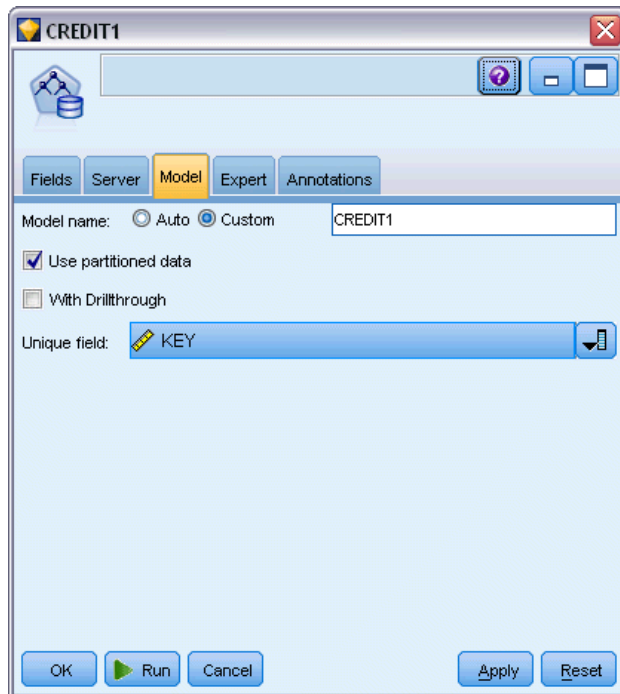 CREDIT1
Fields Server Model Expert Annotations
Model name: Auto Custom CREDIT1
Use partitioned data
With Drillthrough
Unique field: KEY
OK Run Cancel Apply Reset